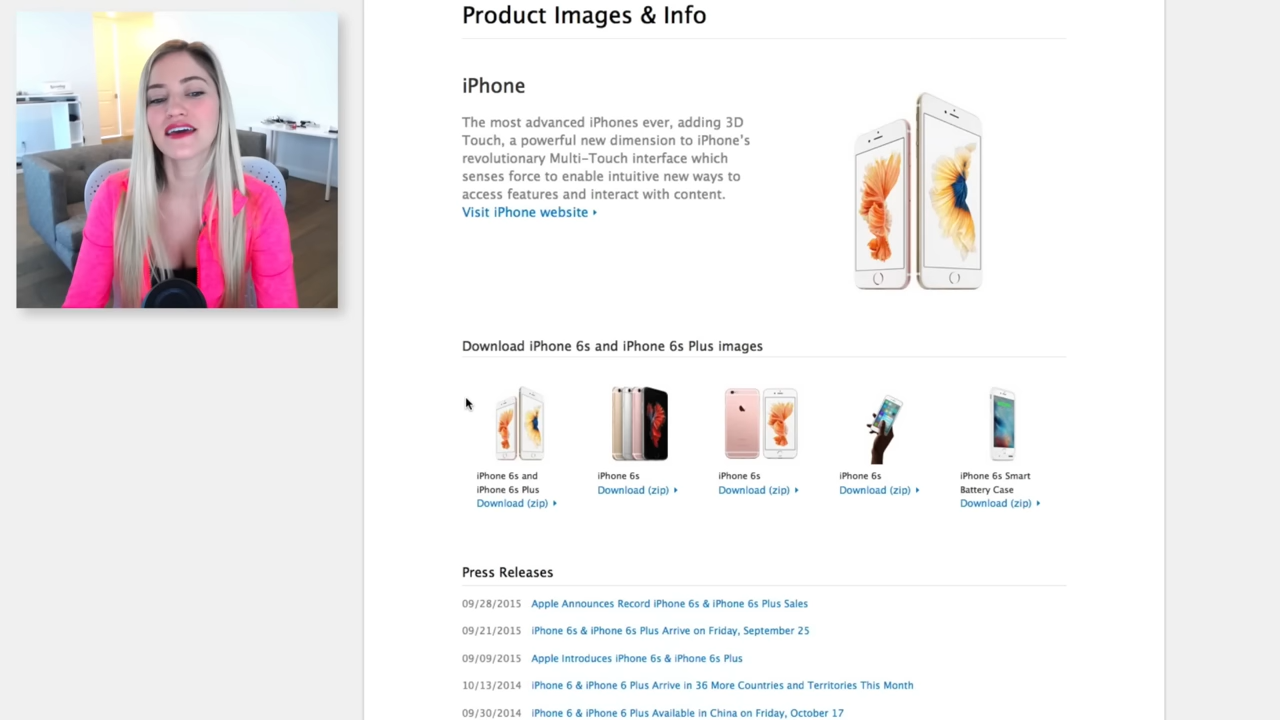 Product Images & Info
iPhone
The most advanced iPhones ever, adding 3D
Touch, a powerful new dimension to iPhone's
revolutionary Multi-Touch interface which
senses force to enable intuitive new ways to
access features and interact with content.
Visit iPhone website
Download iPhone 6s and iPhone 6s Plus images
iPhone 6s and
iPhone 6s Plus
Download (zip)
iPhone 6s
Download (zip)
iPhone 6s
Download (zip)
iPhone 6s
Download (zip)
iPhone 6s Smart
Battery Case
Download (zip)
Press Releases
09/28/2015 Apple Announces Record iPhone 6s & iPhone 6s Plus Sales
09/21/2015 iPhone 6s & iPhone 6s Plus Arrive on Friday, September 25
09/09/2015 Apple Introduces iPhone 6s & iPhone 6s Plus
10/13/2014 iPhone 6 & iPhone 6 Plus Arrive in 36 More Countries and Territories This Month
09/30/2014 iPhone 6 & iPhone 6 Plus Available in China on Friday, October 17